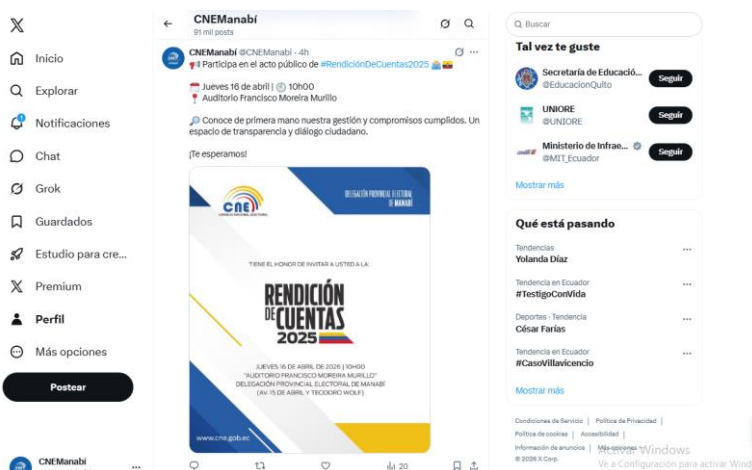 Inicio
Explorar
Notificaciones
Chat
Grok
Guardados
Estudio para cre...
Premium
Perfil
Más opciones
Postear
CNEManabí
CNEManabí
91 mil posts
CNEManabí @CNEManabi · 4h
Participa en el acto público de #RendiciónDeCuentas2025
Jueves 16 de abril | 10h00
Auditorio Francisco Moreira Murillo
Conoce de primera mano nuestra gestión y compromisos cumplidos. Un
espacio de transparencia y diálogo ciudadano.
¡Te esperamos!
cne
CONSEJO NACIONAL ELECTORAL
DELEGACIÓN PROVINCIAL ELECTORAL
DE MANABÍ
TIENE EL HONOR DE INVITAR A USTED A LA:
RENDICIÓN
DE CUENTAS
2025
JUEVES 16 DE ABRIL DE 2026 | 10H00
"AUDITORIO FRANCISCO MOREIRA MURILLO"
DELEGACIÓN PROVINCIAL ELECTORAL DE MANABÍ
(AV. 15 DE ABRIL Y TEODORO WOLF)
www.cne.gob.ec
20
Buscar
Tal vez te guste
Secretaría de Educació...
@EducacionQuito
Seguir
UNIORE
@UNIORE
Seguir
Ministerio de Infrae...
@MIT_Ecuador
Seguir
Mostrar más
Qué está pasando
Tendencias
Yolanda Díaz
Tendencia en Ecuador
#TestigoConVida
Deportes · Tendencia
César Farías
Tendencia en Ecuador
#CasoVillavicencio
Mostrar más
Condiciones de Servicio | Política de Privacidad |
Política de cookies | Accesibilidad |
Información de anuncios | Más opciones
© 2026 X Corp.
Activar Windows
Ve a Configuración para activar Wind